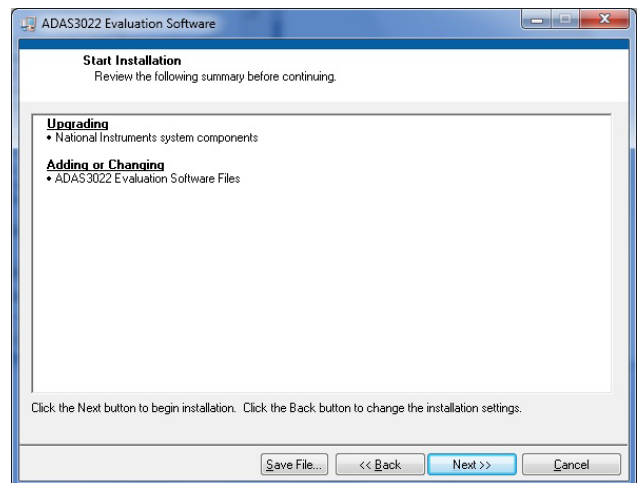 ADAS3022 Evaluation Software
Start Installation
Review the following summary before continuing.
Upgrading
• National Instruments system components
Adding or Changing
• ADAS3022 Evaluation Software Files
Click the Next button to begin installation. Click the Back button to change the installation settings.
Save File... << Back Next >> Cancel